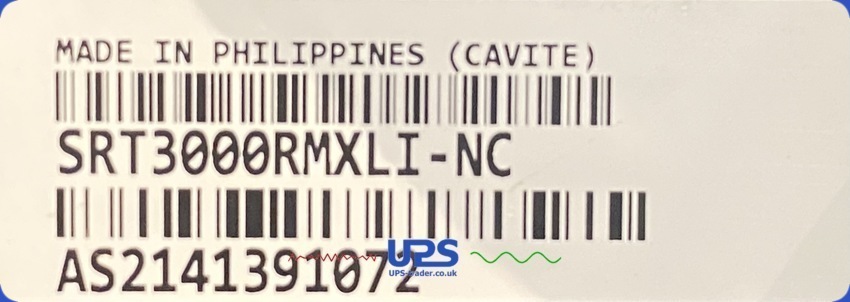 MADE IN PHILIPPINES (CAVITE)
SRT3000RMXLI-NC
AS2141391072
UPS
UPS-trader.co.uk